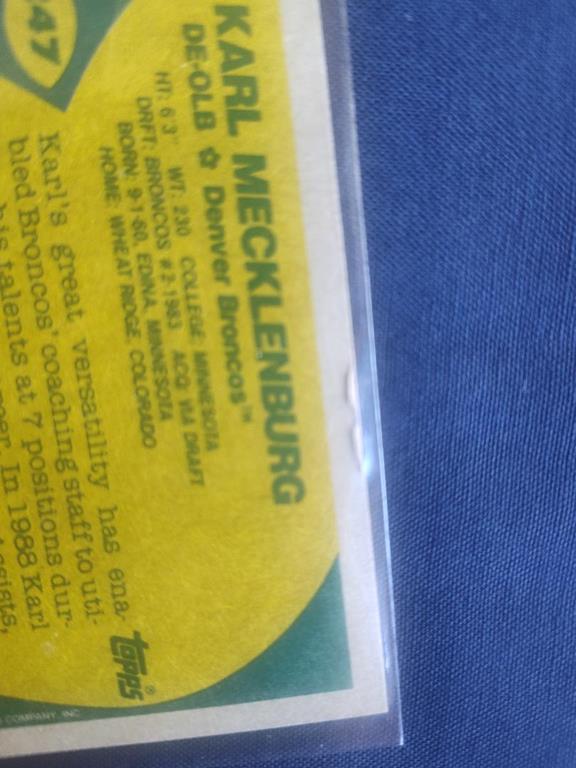 247
KARL MECKLENBURG
DE-OLB ☆ Denver Broncos™
HT: 6'3" WT: 230 COLLEGE: MINNESOTA
DRFT: BRONCOS #2-1983 ACQ: VIA DRAFT
BORN: 9-1-60, EDINA, MINNESOTA
HOME: WHEAT RIDGE, COLORADO
Karl's great versatility has ena-
bled Broncos' coaching staff to uti-
his talents at 7 positions dur-
In 1988 Karl
TOPPS®
COMPANY, INC.